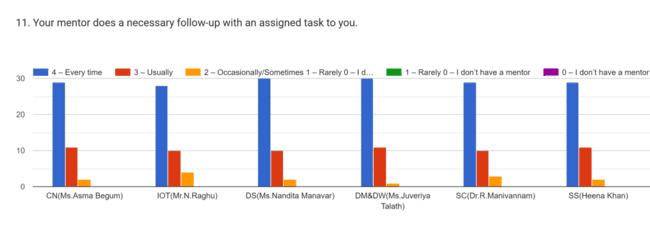 11. Your mentor does a necessary follow-up with an assigned task to you.
4 – Every time 3 – Usually 2 – Occasionally/Sometimes 1 – Rarely 0 – I d... 1 – Rarely 0 – I don't have a mentor 0 – I don't have a mentor
30
20
10
0
CN(Ms.Asma Begum) IOT(Mr.N.Raghu) DS(Ms.Nandita Manavar) DM&DW(Ms.Juveriya SC(Dr.R.Manivannam) SS(Heena Khan)
Talath)